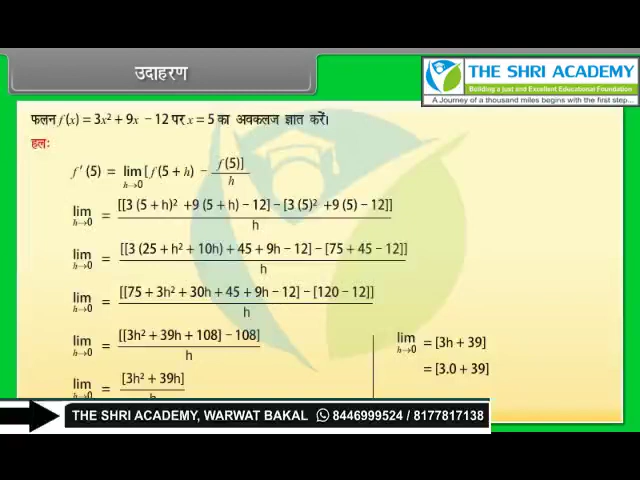 उदाहरण
THE SHRI ACADEMY
Building a Just and Excellent Educational Foundation
A Journey of a thousand miles begins with the first step...
फलन f(x) = 3x² + 9x − 12 पर x = 5 का अवकलज ज्ञात करें।
हलः
f′(5) = lim h→0 [f(5 + h) − f(5)] / h
lim h→0 = [[3 (5 + h)² +9 (5 + h) − 12] − [3 (5)² +9 (5) − 12]] / h
lim h→0 = [[3 (25 + h² + 10h) + 45 + 9h − 12] − [75 + 45 − 12]] / h
lim h→0 = [[75 + 3h² + 30h + 45 + 9h − 12] − [120 − 12]] / h
lim h→0 = [[3h² + 39h + 108] − 108] / h
lim h→0 = [3h² + 39h] / h
lim h→0 = [3h + 39]
= [3.0 + 39]
THE SHRI ACADEMY, WARWAT BAKAL 8446999524 / 8177817138